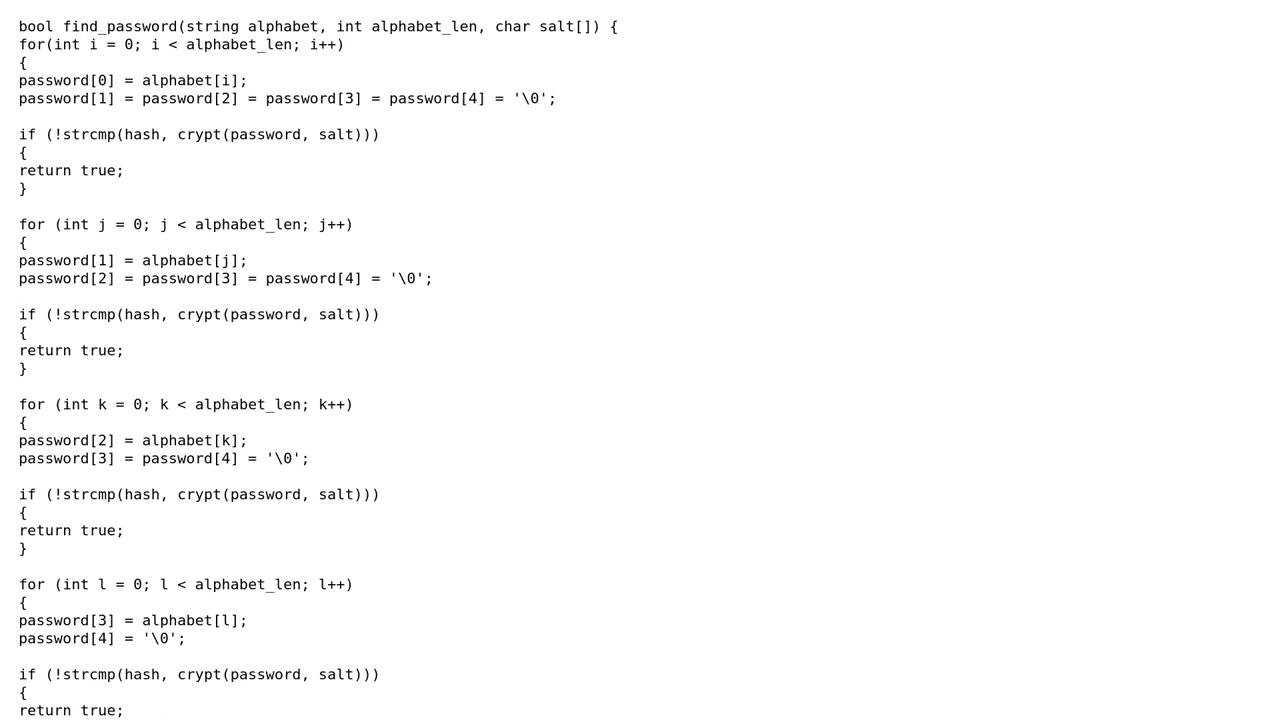 bool find_password(string alphabet, int alphabet_len, char salt[]) {
for(int i = 0; i < alphabet_len; i++)
{
password[0] = alphabet[i];
password[1] = password[2] = password[3] = password[4] = '\0';

if (!strcmp(hash, crypt(password, salt)))
{
return true;
}

for (int j = 0; j < alphabet_len; j++)
{
password[1] = alphabet[j];
password[2] = password[3] = password[4] = '\0';

if (!strcmp(hash, crypt(password, salt)))
{
return true;
}

for (int k = 0; k < alphabet_len; k++)
{
password[2] = alphabet[k];
password[3] = password[4] = '\0';

if (!strcmp(hash, crypt(password, salt)))
{
return true;
}

for (int l = 0; l < alphabet_len; l++)
{
password[3] = alphabet[l];
password[4] = '\0';

if (!strcmp(hash, crypt(password, salt)))
{
return true;